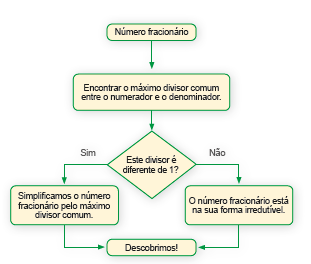 Número fracionário
Encontrar o máximo divisor comum
entre o numerador e o denominador.
Este divisor é
diferente de 1?
Sim
Não
Simplificamos o número
fracionário pelo máximo
divisor comum.
O número fracionário está
na sua forma irredutível.
Descobrimos!